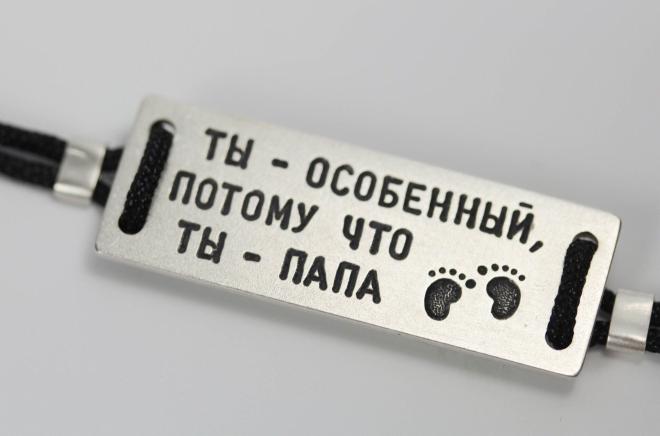 ТЫ - ОСОБЕННЫЙ,
ПОТОМУ ЧТО
ТЫ - ПАПА